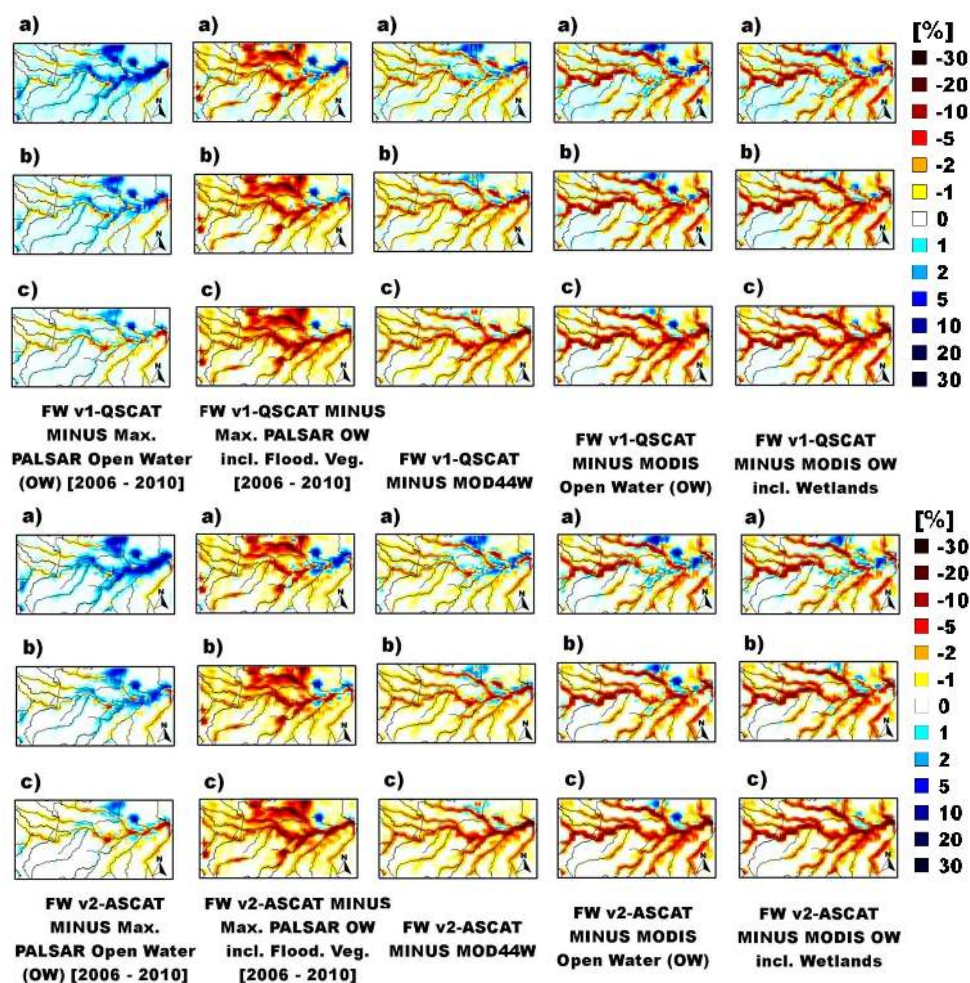 a) a) a) a) a) [%]
N N N N N
-30
-20
-10
b) b) b) b) b) -5
-2
-1
N N N N N
0
1
c) c) c) c) c) 2
5
10
N N N N N
20
30
FW v1-QSCAT FW v1-QSCAT MINUS
MINUS Max. Max. PALSAR OW FW v1-QSCAT FW v1-QSCAT FW v1-QSCAT
PALSAR Open Water incl. Flood. Veg. MINUS MOD44W MINUS MODIS MINUS MODIS OW
(OW) [2006 - 2010] [2006 - 2010] Open Water (OW) incl. Wetlands
a) a) a) a) a) [%]
-30
-20
N N N N N
-10
-5
b) b) b) b) b) -2
-1
0
N N N N N
1
2
c) c) c) c) c) 5
10
20
N N N N N
30
FW v2-ASCAT FW v2-ASCAT MINUS
MINUS Max. Max. PALSAR OW FW v2-ASCAT FW v2-ASCAT FW v2-ASCAT
PALSAR Open Water incl. Flood. Veg. MINUS MOD44W MINUS MODIS MINUS MODIS OW
(OW) [2006 - 2010] [2006 - 2010] Open Water (OW) incl. Wetlands